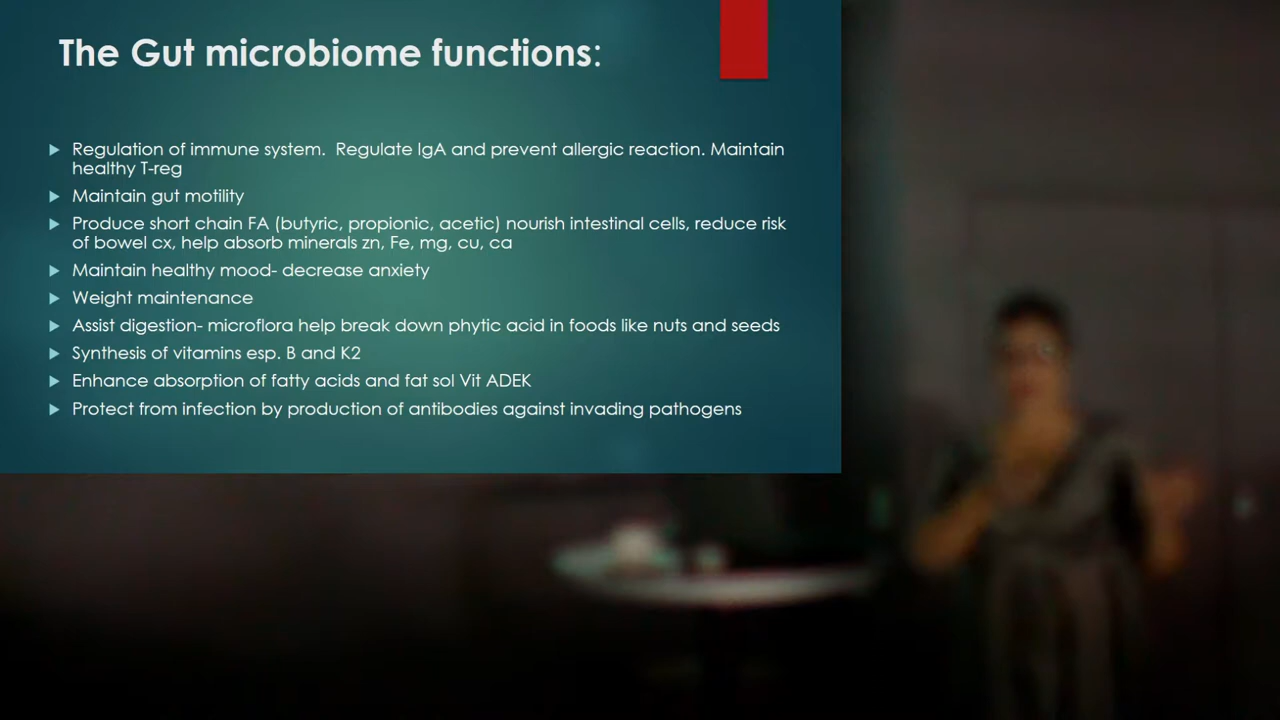 The Gut microbiome functions:
Regulation of immune system.  Regulate IgA and prevent allergic reaction. Maintain
healthy T-reg
Maintain gut motility
Produce short chain FA (butyric, propionic, acetic) nourish intestinal cells, reduce risk
of bowel cx, help absorb minerals zn, Fe, mg, cu, ca
Maintain healthy mood- decrease anxiety
Weight maintenance
Assist digestion- microflora help break down phytic acid in foods like nuts and seeds
Synthesis of vitamins esp. B and K2
Enhance absorption of fatty acids and fat sol Vit ADEK
Protect from infection by production of antibodies against invading pathogens